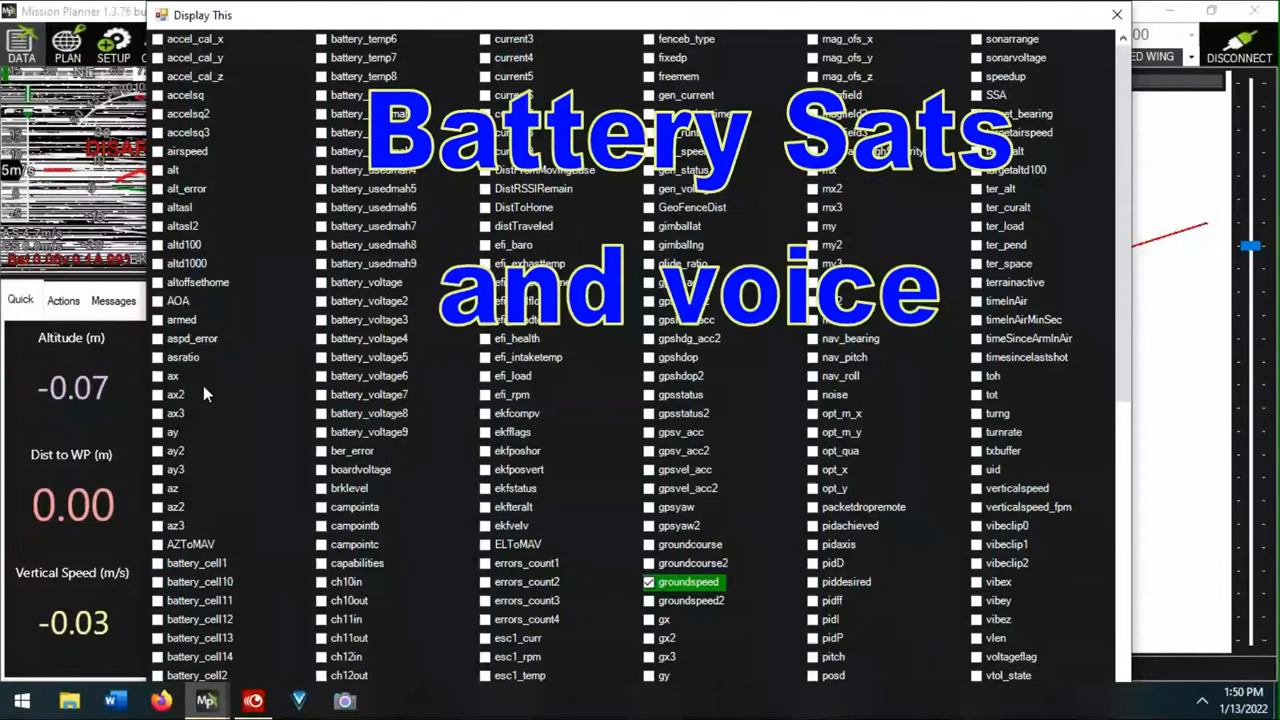 Mission Planner 1.3.76
Display This
DATA
PLAN
SETUP
DISCONNECT
Battery Sats
and voice
accel_cal_x
accel_cal_y
accel_cal_z
accelsq
accelsq2
accelsq3
airspeed
alt
alt_error
altasl
altasl2
altd100
altd1000
altoffsethome
AOA
armed
aspd_error
asratio
ax
ax2
ax3
ay
ay2
ay3
az
az2
az3
AZToMAV
battery_cell1
battery_cell10
battery_cell11
battery_cell12
battery_cell13
battery_cell14
battery_cell2
battery_temp6
battery_temp7
battery_temp8
battery_usedmah5
battery_usedmah6
battery_usedmah7
battery_usedmah8
battery_usedmah9
battery_voltage
battery_voltage2
battery_voltage3
battery_voltage4
battery_voltage5
battery_voltage6
battery_voltage7
battery_voltage8
battery_voltage9
ber_error
boardvoltage
brklevel
campointa
campointb
campointc
capabilities
ch10in
ch10out
ch11in
ch11out
ch12in
ch12out
current3
current4
current5
DistFromMovingBase
DistRSSIRemain
DistToHome
distTraveled
efi_baro
efi_health
efi_intaketemp
efi_load
efi_rpm
ekfcompv
ekfflags
ekfposhor
ekfposvert
ekfstatus
ekfteralt
ekfvelv
ELToMAV
errors_count1
errors_count2
errors_count3
errors_count4
esc1_curr
esc1_rpm
esc1_temp
fenceb_type
fixedp
freemem
gen_current
gen_status
GeoFenceDist
gimballat
gimballng
glide_ratio
gpshdg_acc2
gpshdop
gpshdop2
gpsstatus
gpsstatus2
gpsv_acc
gpsv_acc2
gpsvel_acc
gpsvel_acc2
gpsyaw
gpsyaw2
groundcourse
groundcourse2
groundspeed
groundspeed2
gx
gx2
gx3
gy
mag_ofs_x
mag_ofs_y
mag_ofs_z
mx
mx2
mx3
my
my2
my3
nav_bearing
nav_pitch
nav_roll
noise
opt_m_x
opt_m_y
opt_qua
opt_x
opt_y
packetdropremote
pidachieved
pidaxis
pidD
piddesired
pidff
pidI
pidP
pitch
posd
sonarrange
sonarvoltage
speedup
SSA
target_bearing
targetairspeed
targetalt
targetaltd100
ter_alt
ter_curalt
ter_load
ter_pend
ter_space
terrainactive
timeInAir
timeInAirMinSec
timeSinceArmInAir
timesincelastshot
toh
tot
turng
turnrate
txbuffer
uid
verticalspeed
verticalspeed_fpm
vibeclip0
vibeclip1
vibex
vibey
vibez
vlen
voltageflag
vtol_state
Quick
Actions
Messages
Altitude (m)
-0.07
Dist to WP (m)
0.00
Vertical Speed (m/s)
-0.03
1:50 PM
1/13/2022